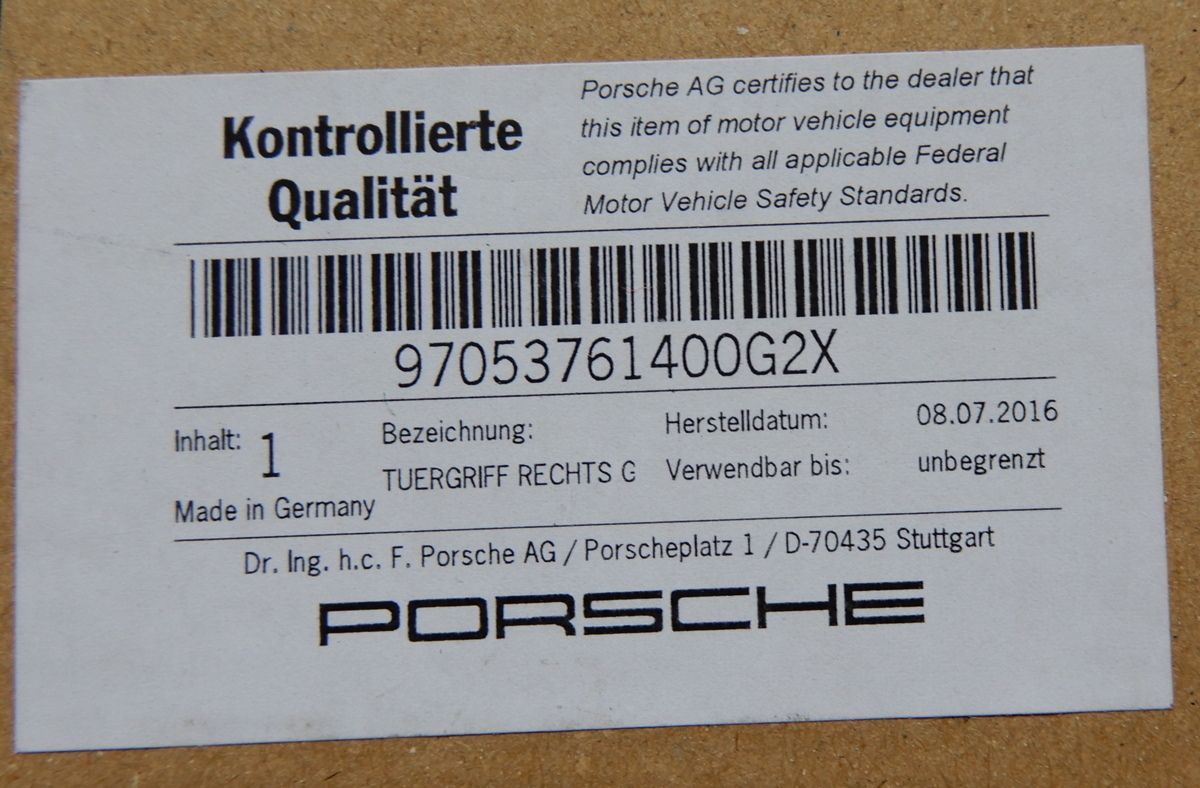 Kontrollierte
Qualität
Porsche AG certifies to the dealer that
this item of motor vehicle equipment
complies with all applicable Federal
Motor Vehicle Safety Standards.
97053761400G2X
Inhalt: 1
Made in Germany
Bezeichnung:
TUERGRIFF RECHTS G
Herstelldatum: 08.07.2016
Verwendbar bis: unbegrenzt
Dr. Ing. h.c. F. Porsche AG / Porscheplatz 1 / D-70435 Stuttgart
PORSCHE